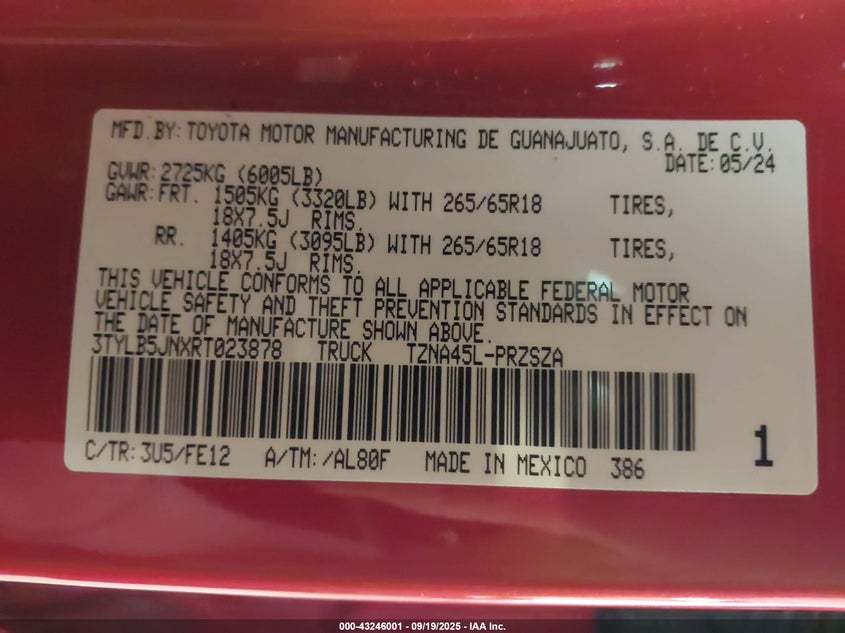 MFD.BY: TOYOTA MOTOR MANUFACTURING DE GUANAJUATO, S.A. DE C.V.
DATE: 05/24
GVWR: 2725KG (6005LB)
GAWR: FRT. 1505KG (3320LB) WITH 265/65R18 TIRES,
18X7.5J RIMS.
RR. 1405KG (3095LB) WITH 265/65R18 TIRES,
18X7.5J RIMS.
THIS VEHICLE CONFORMS TO ALL APPLICABLE FEDERAL MOTOR
VEHICLE SAFETY AND THEFT PREVENTION STANDARDS IN EFFECT ON
THE DATE OF MANUFACTURE SHOWN ABOVE.
3TYLB5JNXRT023878 TRUCK TZNA45L-PRZSZA
C/TR: 3U5/FE12 A/TM: /AL80F MADE IN MEXICO 386 1
000-43246001 - 09/19/2025 - IAA Inc.